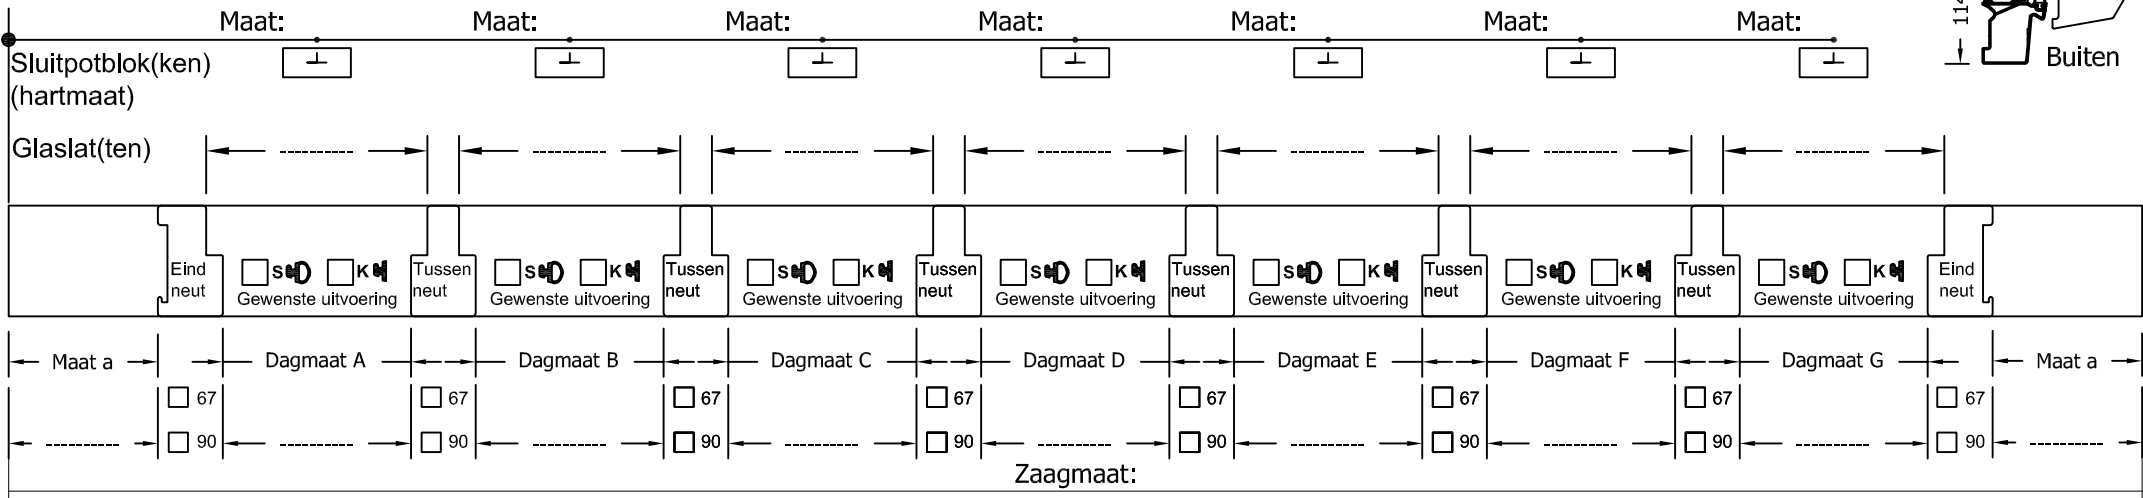 Maat: Maat: Maat: Maat: Maat: Maat: Maat:
114
Sluitpotblok(ken)
(hartmaat)
Buiten
Glaslat(ten)
Eind
neut
S K
Gewenste uitvoering
Tussen
neut
S K
Gewenste uitvoering
Tussen
neut
S K
Gewenste uitvoering
Tussen
neut
S K
Gewenste uitvoering
Tussen
neut
S K
Gewenste uitvoering
Tussen
neut
S K
Gewenste uitvoering
Tussen
neut
S K
Gewenste uitvoering
Eind
neut
Maat a Dagmaat A Dagmaat B Dagmaat C Dagmaat D Dagmaat E Dagmaat F Dagmaat G Maat a
67 67 67 67 67 67 67 67
90 90 90 90 90 90 90 90
Zaagmaat: